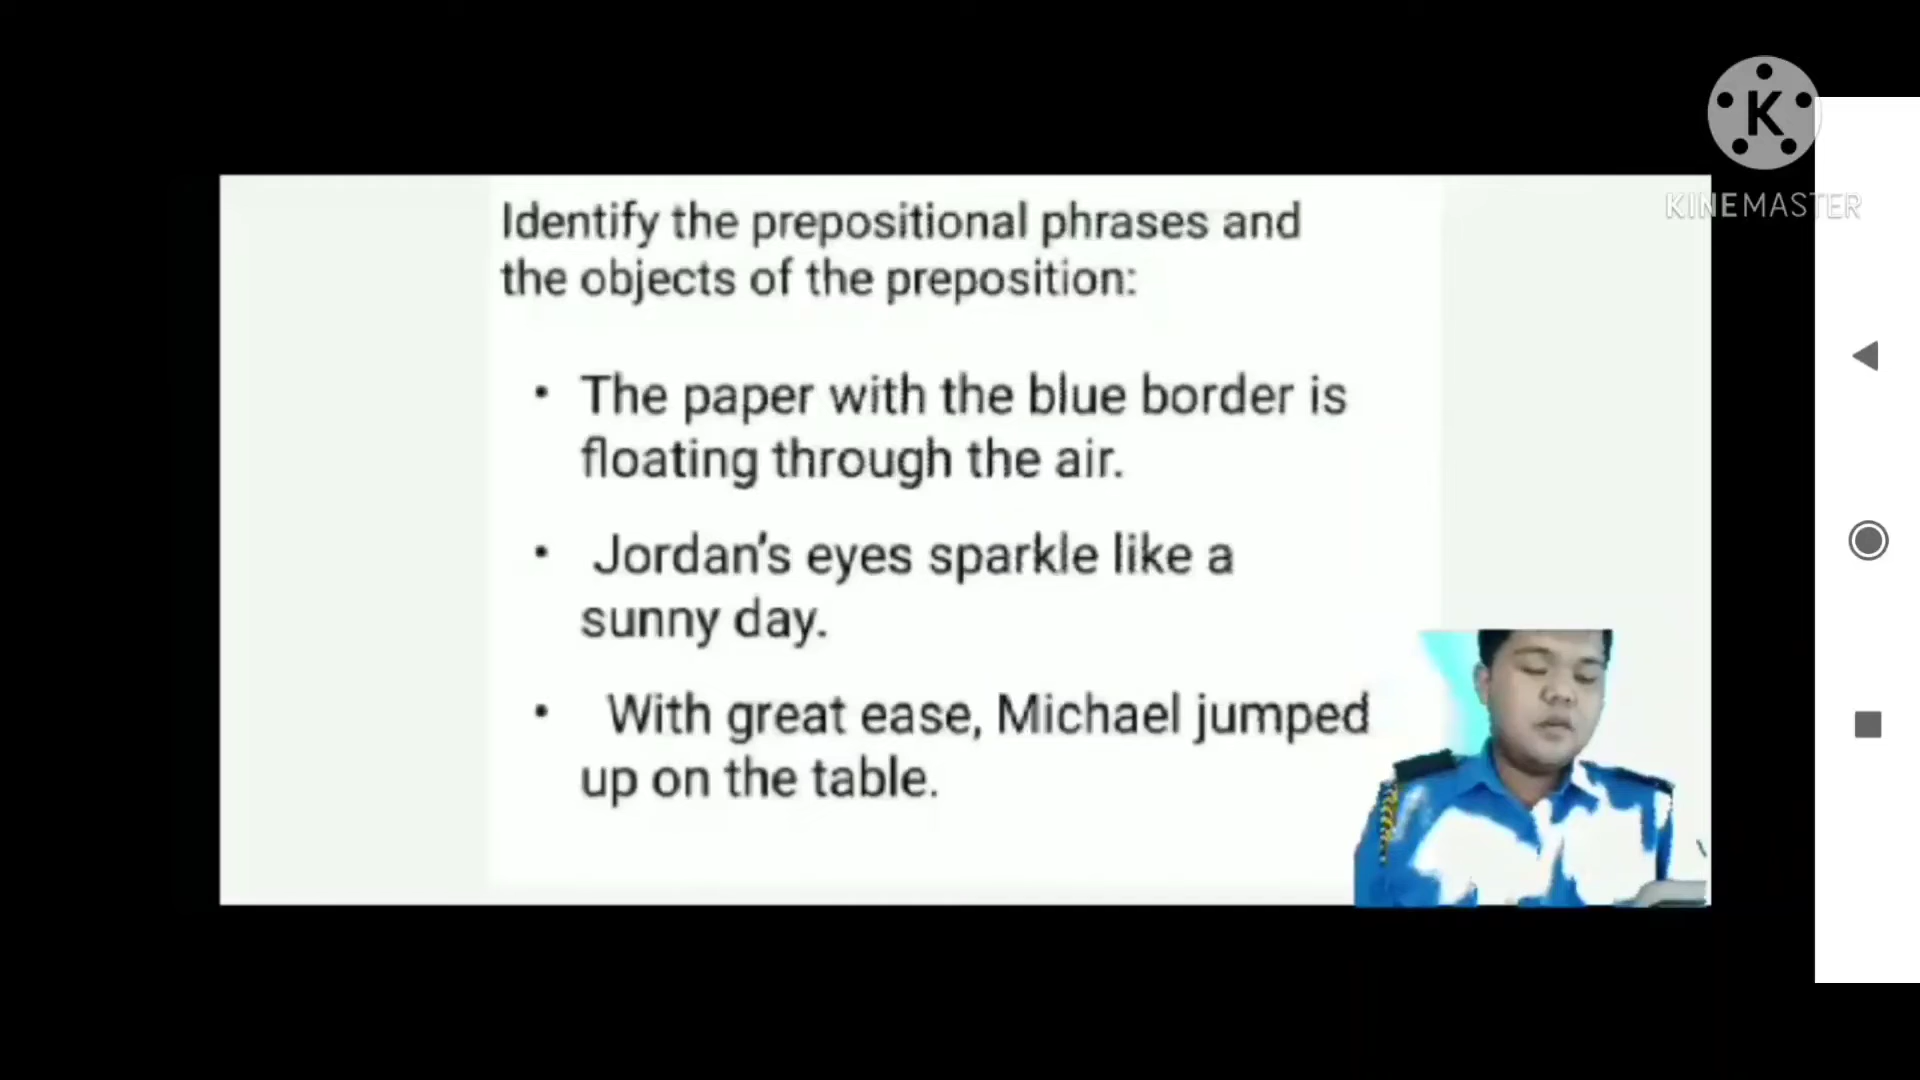 K
KINEMASTER
Identify the prepositional phrases and
the objects of the preposition:
• The paper with the blue border is
floating through the air.
• Jordan's eyes sparkle like a
sunny day.
• With great ease, Michael jumped
up on the table.